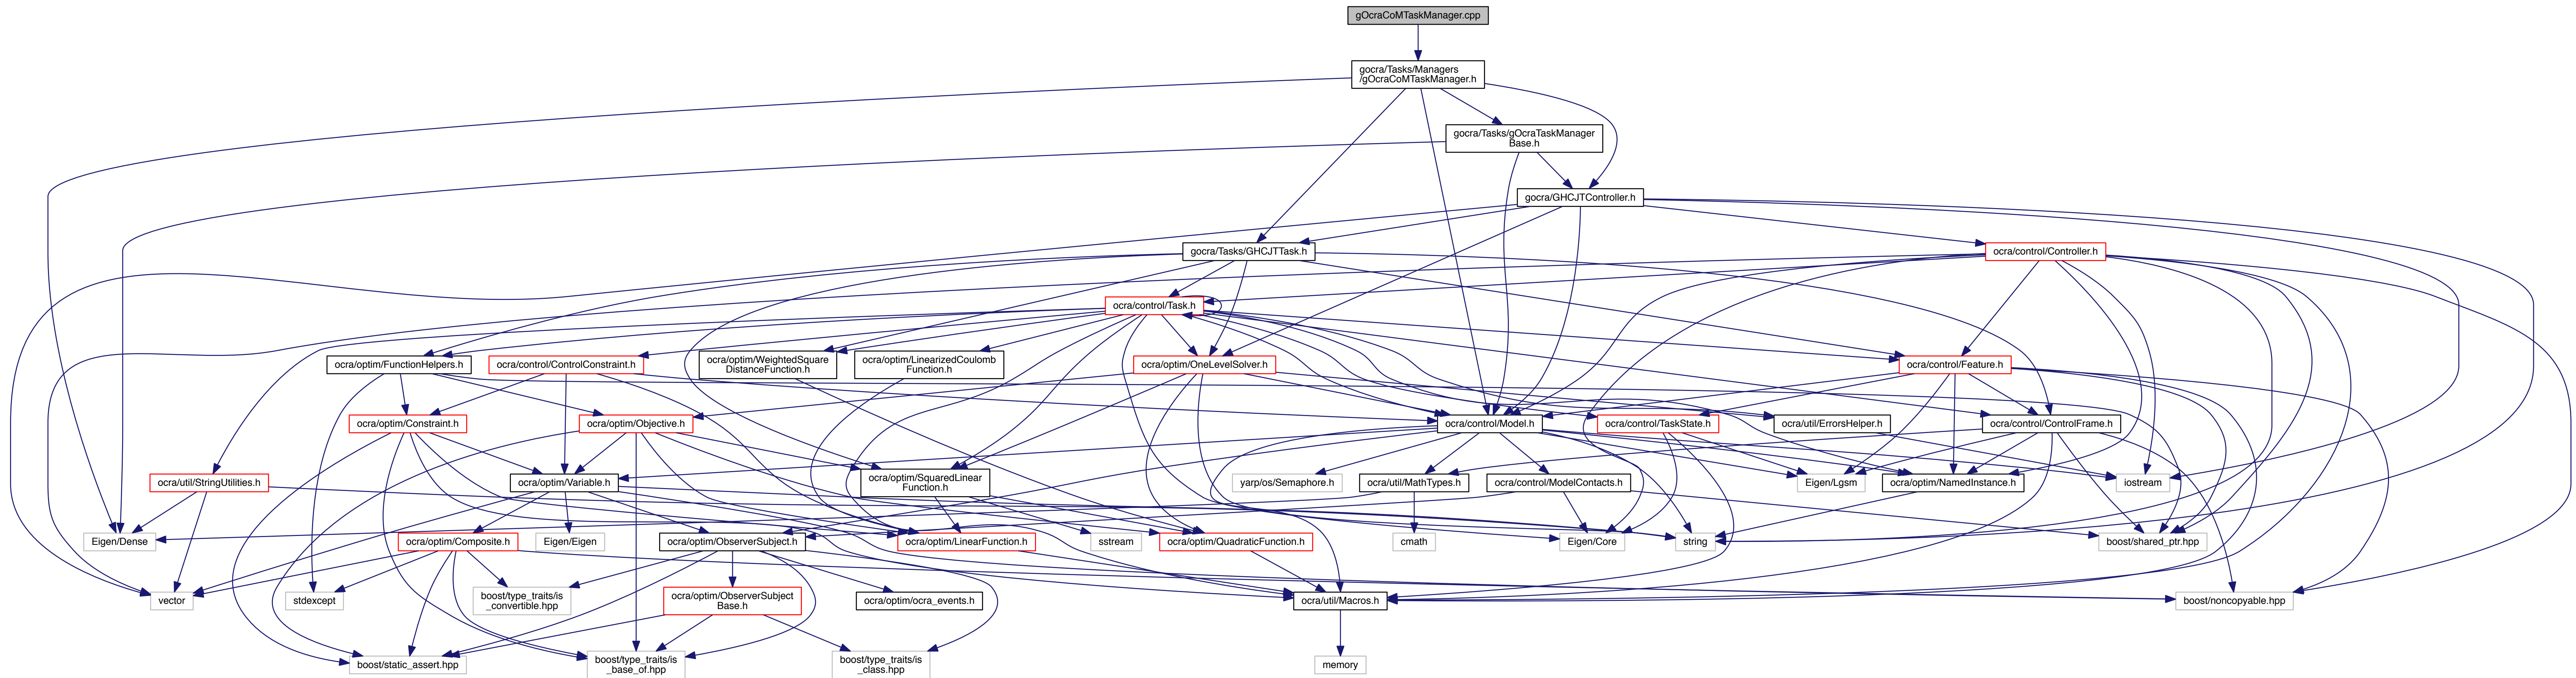 gOcraCoMTaskManager.cpp
gocra/Tasks/Managers
/gOcraCoMTaskManager.h
gocra/Tasks/gOcraTaskManager
Base.h
gocra/GHCJTController.h
gocra/Tasks/GHCJTTask.h
ocra/control/Controller.h
ocra/control/Task.h
ocra/optim/FunctionHelpers.h
ocra/control/ControlConstraint.h
ocra/optim/WeightedSquare
DistanceFunction.h
ocra/optim/LinearizedCoulomb
Function.h
ocra/optim/OneLevelSolver.h
ocra/control/Feature.h
ocra/optim/Constraint.h
ocra/optim/Objective.h
ocra/control/Model.h
ocra/control/TaskState.h
ocra/util/ErrorsHelper.h
ocra/control/ControlFrame.h
ocra/util/StringUtilities.h
ocra/optim/Variable.h
ocra/optim/SquaredLinear
Function.h
yarp/os/Semaphore.h
ocra/util/MathTypes.h
ocra/control/ModelContacts.h
Eigen/Lgsm
ocra/optim/NamedInstance.h
iostream
Eigen/Dense
ocra/optim/Composite.h
Eigen/Eigen
ocra/optim/ObserverSubject.h
ocra/optim/LinearFunction.h
sstream
ocra/optim/QuadraticFunction.h
cmath
Eigen/Core
string
boost/shared_ptr.hpp
vector
stdexcept
boost/type_traits/is
_convertible.hpp
ocra/optim/ObserverSubject
Base.h
ocra/optim/ocra_events.h
ocra/util/Macros.h
boost/noncopyable.hpp
boost/static_assert.hpp
boost/type_traits/is
_base_of.hpp
boost/type_traits/is
_class.hpp
memory